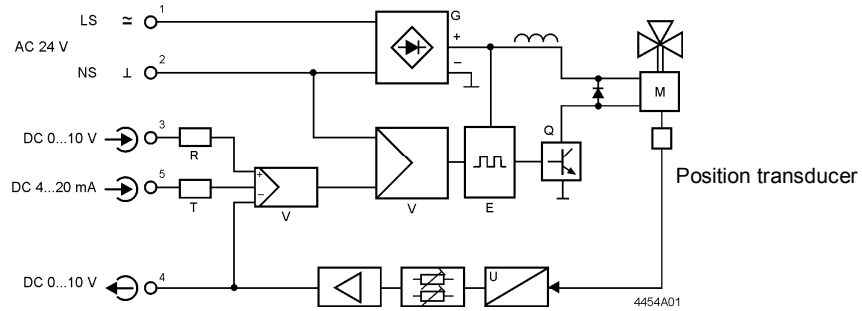 LS ≃ 1
G
+
AC 24 V
–
NS ⊥ 2
M
DC 0...10 V 3
R
Q
+
DC 4...20 mA 5
–
T
V
V
E
Position transducer
DC 0...10 V 4
U
4454A01